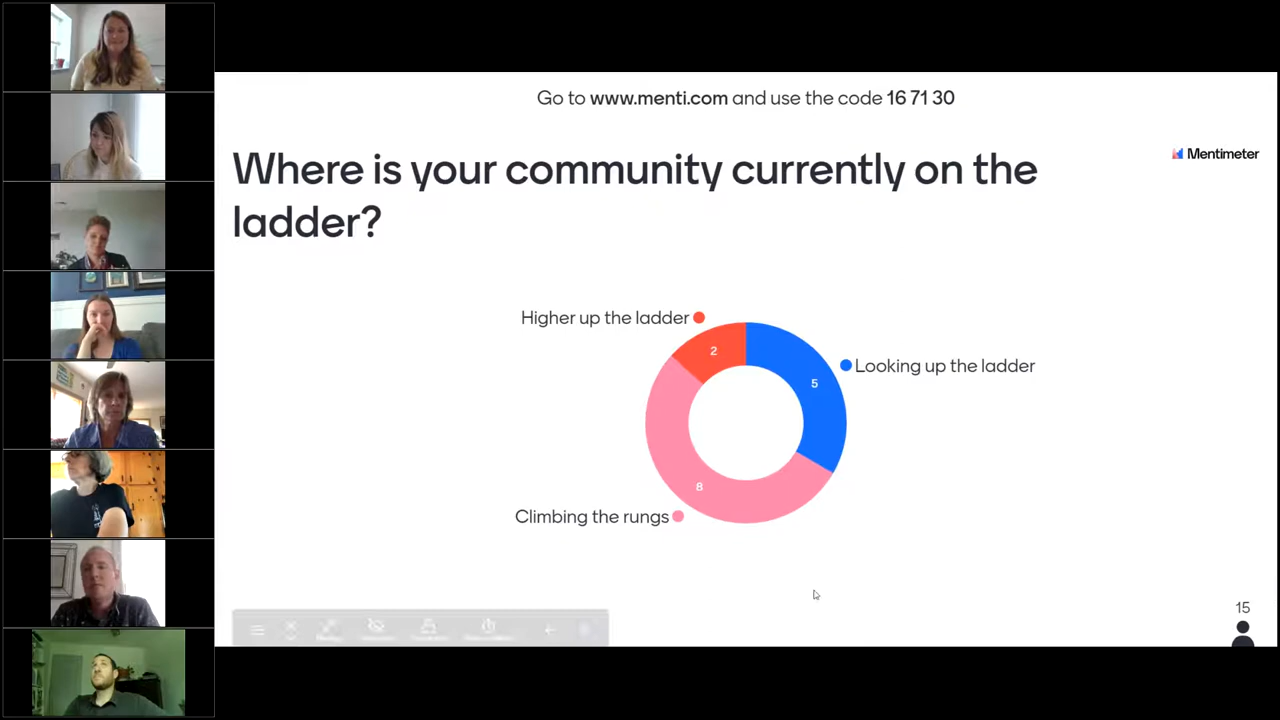 Go to www.menti.com and use the code 16 71 30
Mentimeter
Where is your community currently on the
ladder?
Higher up the ladder
2
Looking up the ladder
5
8
Climbing the rungs
15